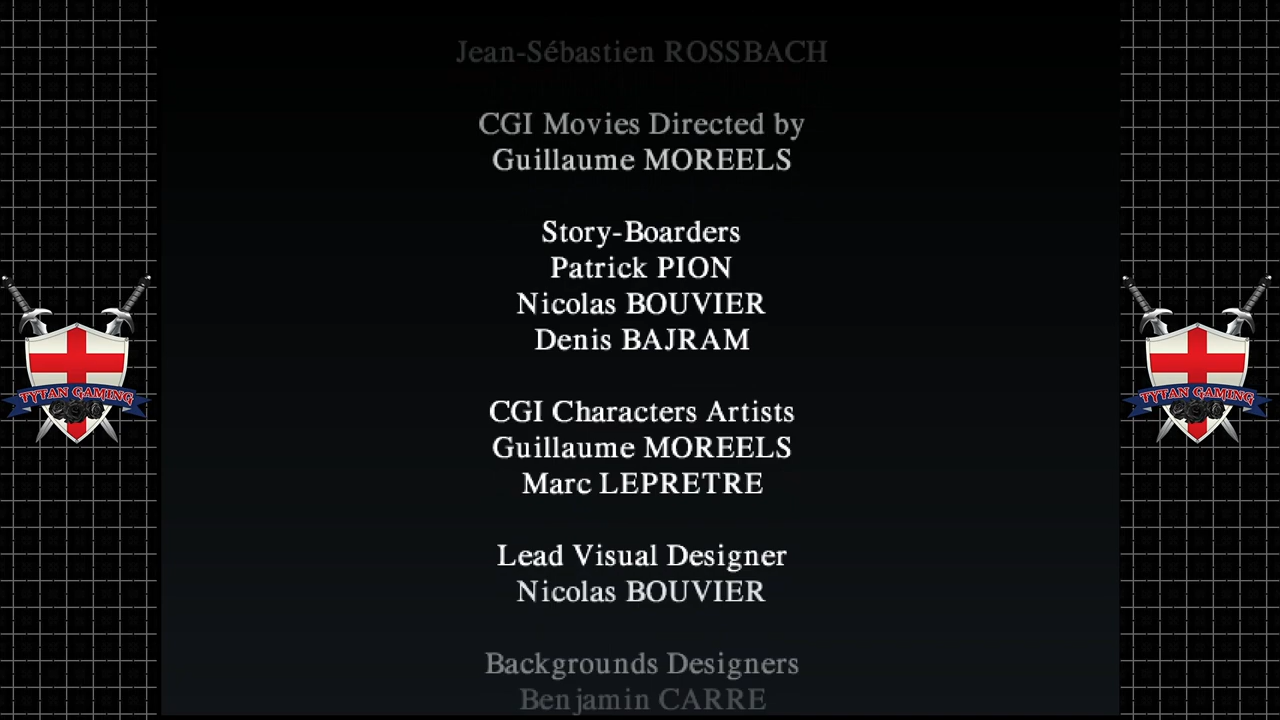 Jean-Sébastien ROSSBACH
CGI Movies Directed by
Guillaume MOREELS
Story-Boarders
Patrick PION
Nicolas BOUVIER
Denis BAJRAM
CGI Characters Artists
Guillaume MOREELS
Marc LEPRETRE
Lead Visual Designer
Nicolas BOUVIER
Backgrounds Designers
Benjamin CARRE
TYTAN GAMING
TYTAN GAMING